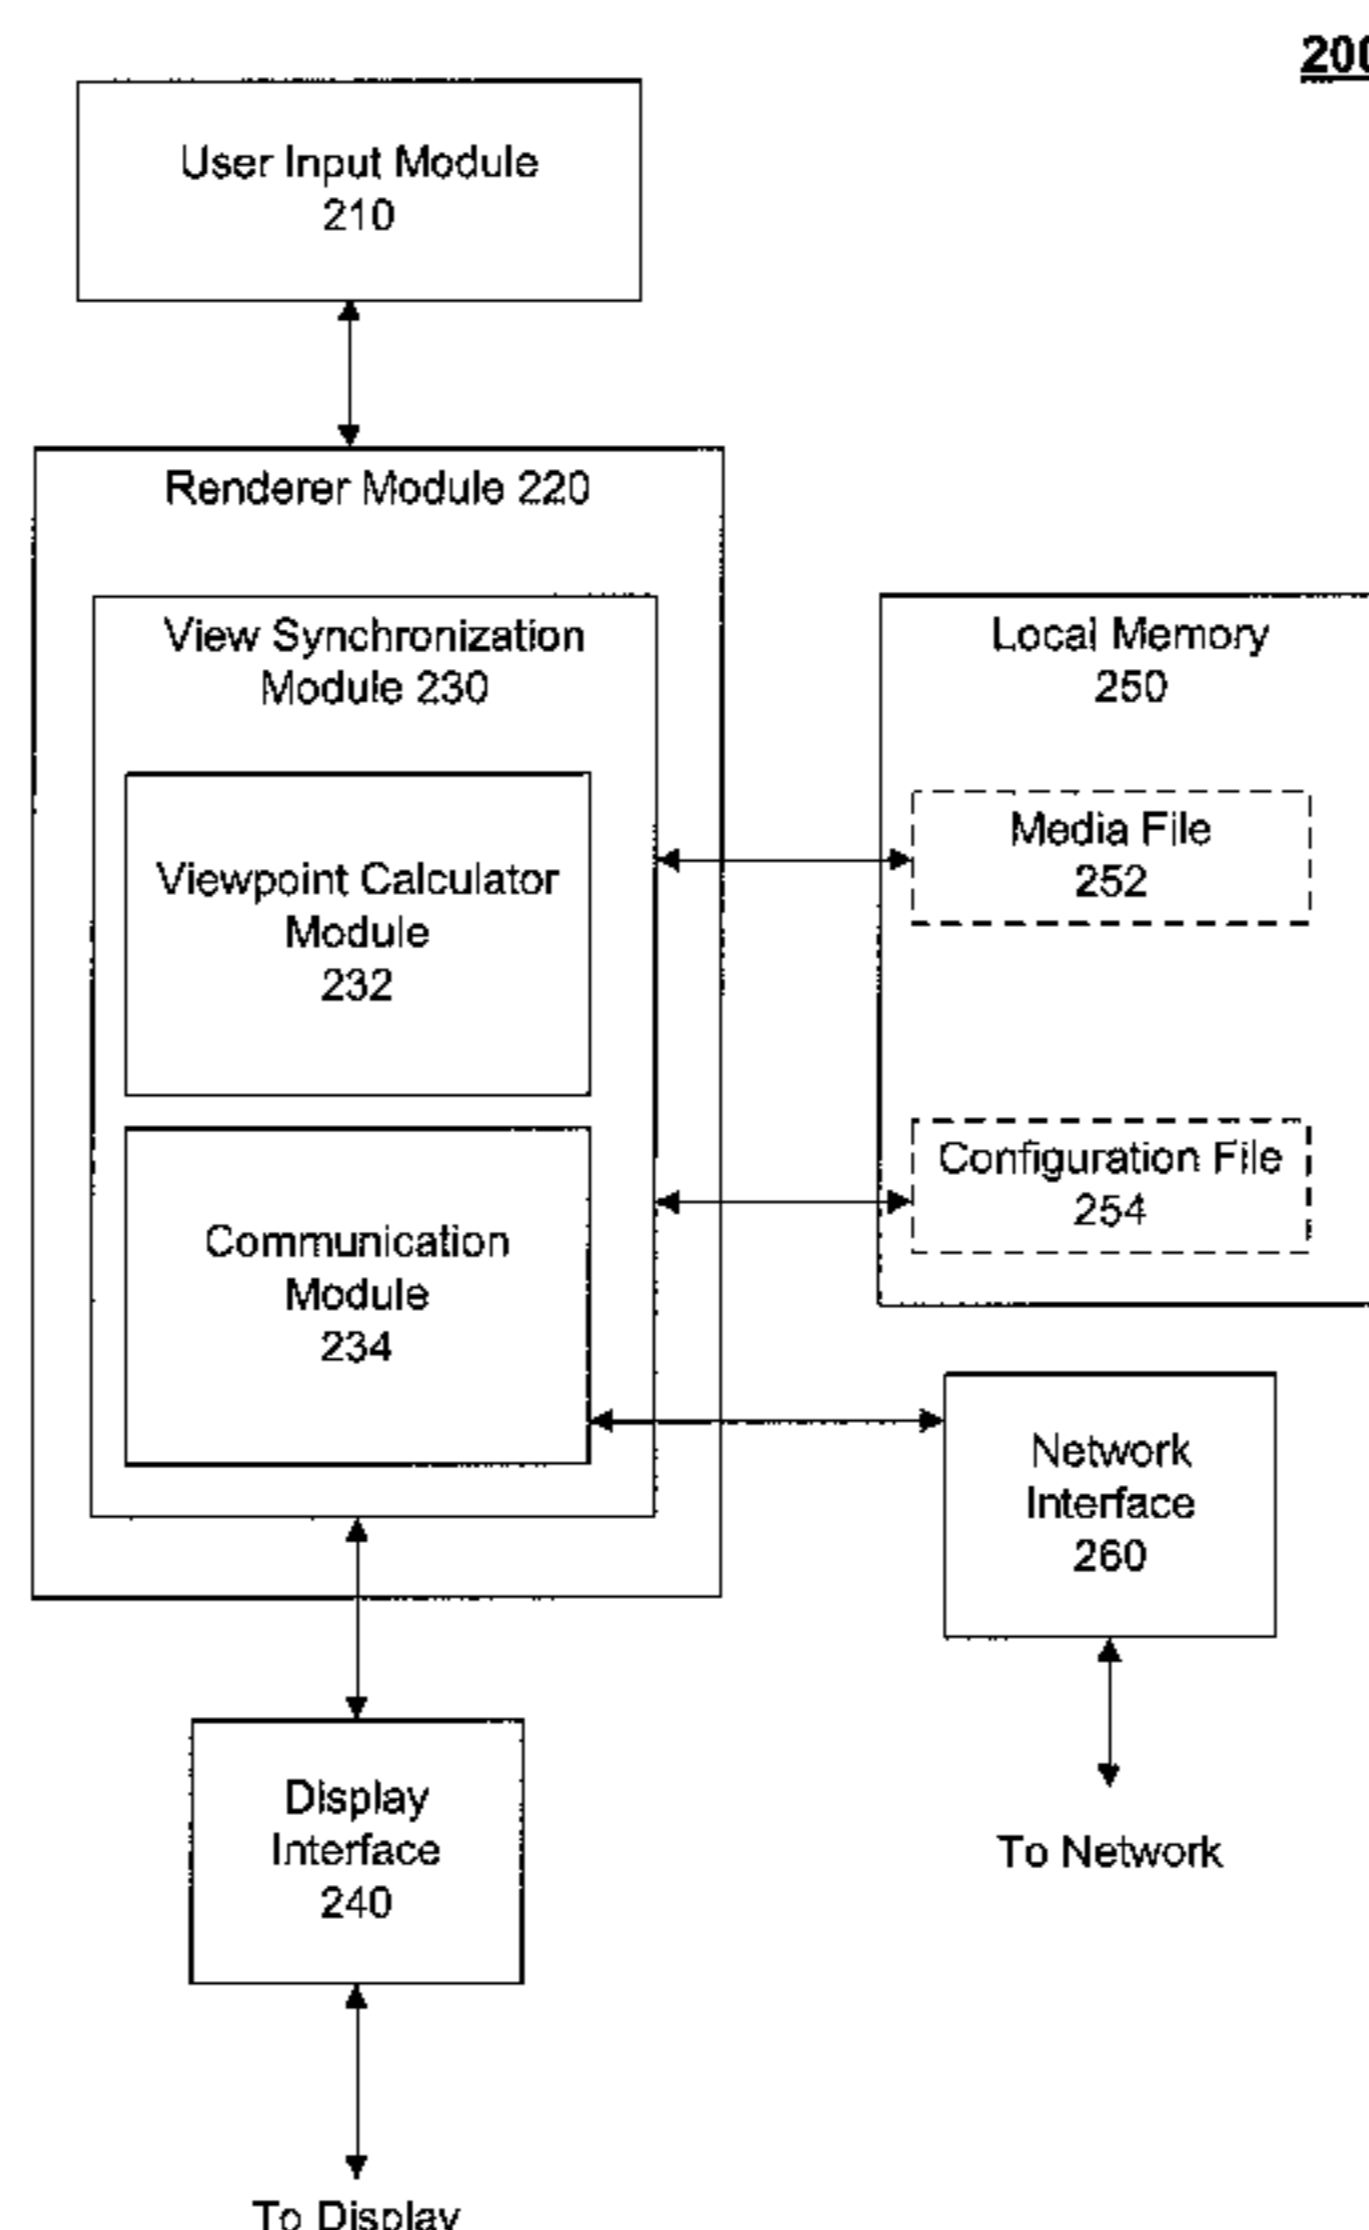 200
User Input Module
210
Renderer Module 220
View Synchronization
Module 230
Viewpoint Calculator
Module
232
Communication
Module
234
Local Memory
250
Media File
252
Configuration File
254
Network
Interface
260
To Network
Display
Interface
240
To Display